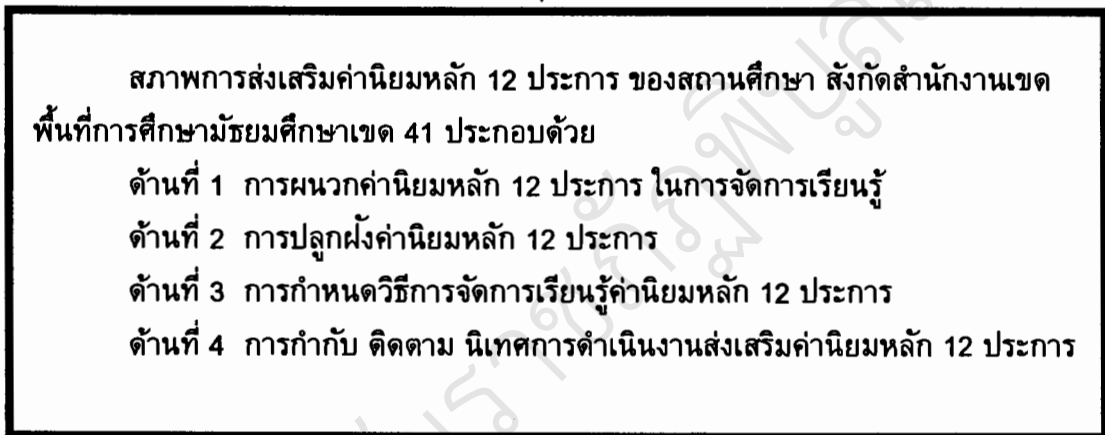 สภาพการส่งเสริมค่านิยมหลัก 12 ประการ ของสถานศึกษา สังกัดสำนักงานเขต
พื้นที่การศึกษามัธยมศึกษาเขต 41 ประกอบด้วย
ด้านที่ 1 การผนวกค่านิยมหลัก 12 ประการ ในการจัดการเรียนรู้
ด้านที่ 2 การปลูกฝังค่านิยมหลัก 12 ประการ
ด้านที่ 3 การกำหนดวิธีการจัดการเรียนรู้ค่านิยมหลัก 12 ประการ
ด้านที่ 4 การกำกับ ติดตาม นิเทศการดำเนินงานส่งเสริมค่านิยมหลัก 12 ประการ